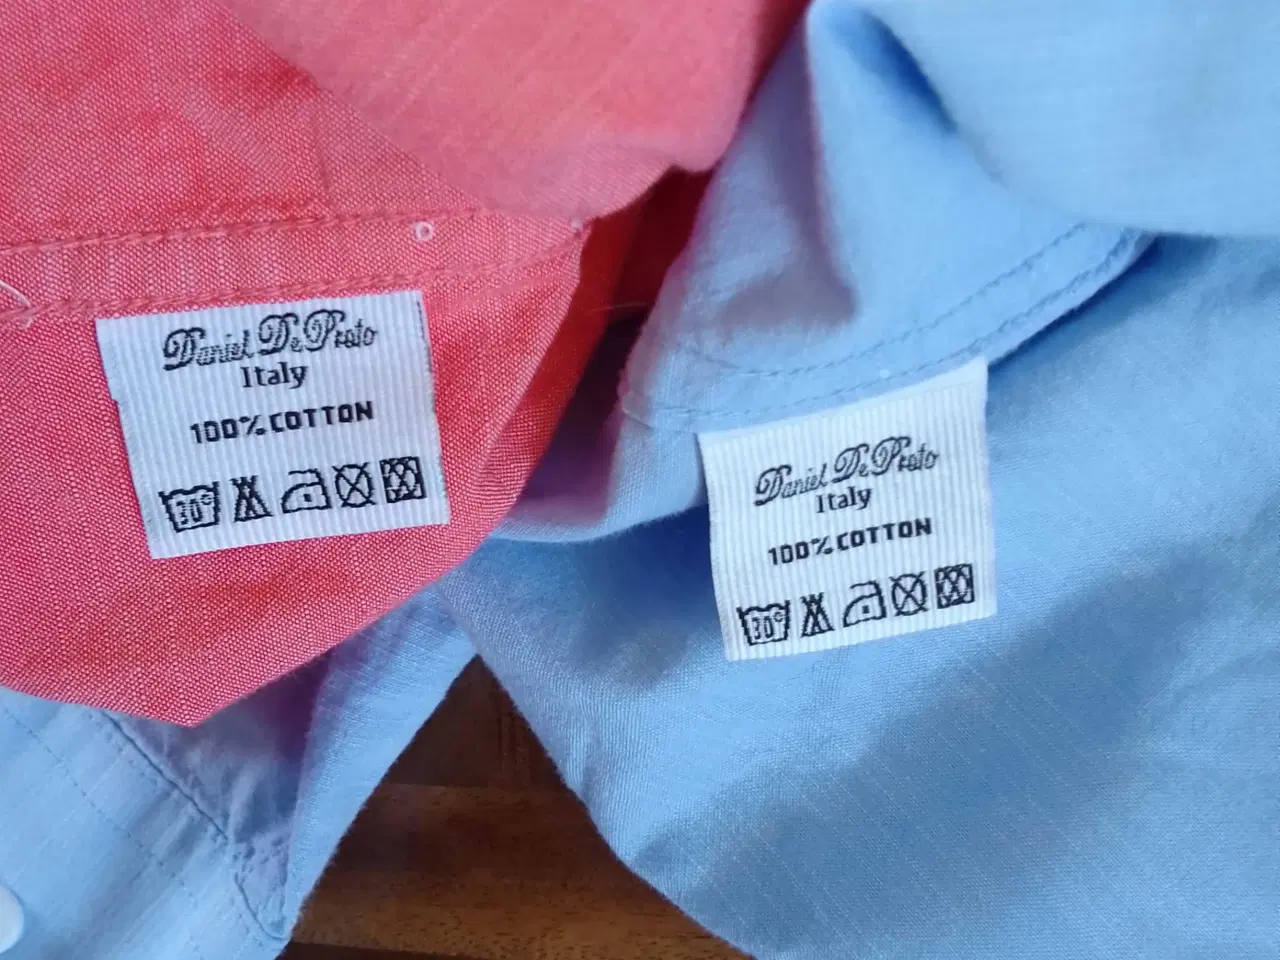 Daniel De Prato
Italy
100% COTTON
30°
Daniel De Prato
Italy
100% COTTON
30°